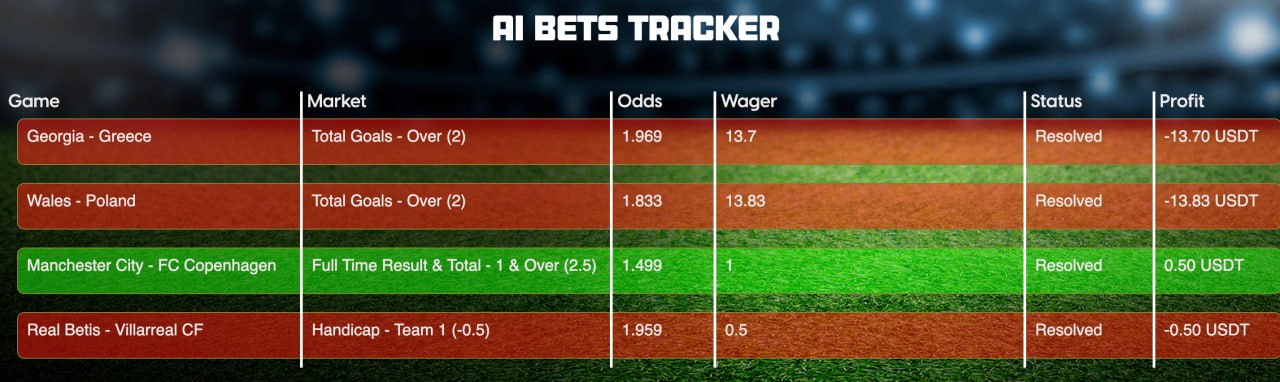 AI BETS TRACKER
Game Market Odds Wager Status Profit
Georgia - Greece Total Goals - Over (2) 1.969 13.7 Resolved -13.70 USDT
Wales - Poland Total Goals - Over (2) 1.833 13.83 Resolved -13.83 USDT
Manchester City - FC Copenhagen Full Time Result & Total - 1 & Over (2.5) 1.499 1 Resolved 0.50 USDT
Real Betis - Villarreal CF Handicap - Team 1 (-0.5) 1.959 0.5 Resolved -0.50 USDT